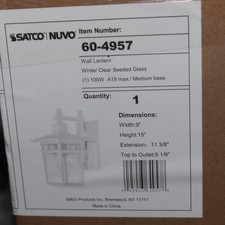 SATCO | NUVO
Item Number:
60-4957
Wall Lantern
White/ Clear Seeded Glass
(1) 100W A19 max / Medium base
Quantity:
1
Dimensions:
Width:9"
Height:15"
Extension: 11 3/8"
Top to Outlet:8 1/9"
Satco Products Inc. Brentwood, NY 11717
Made in China